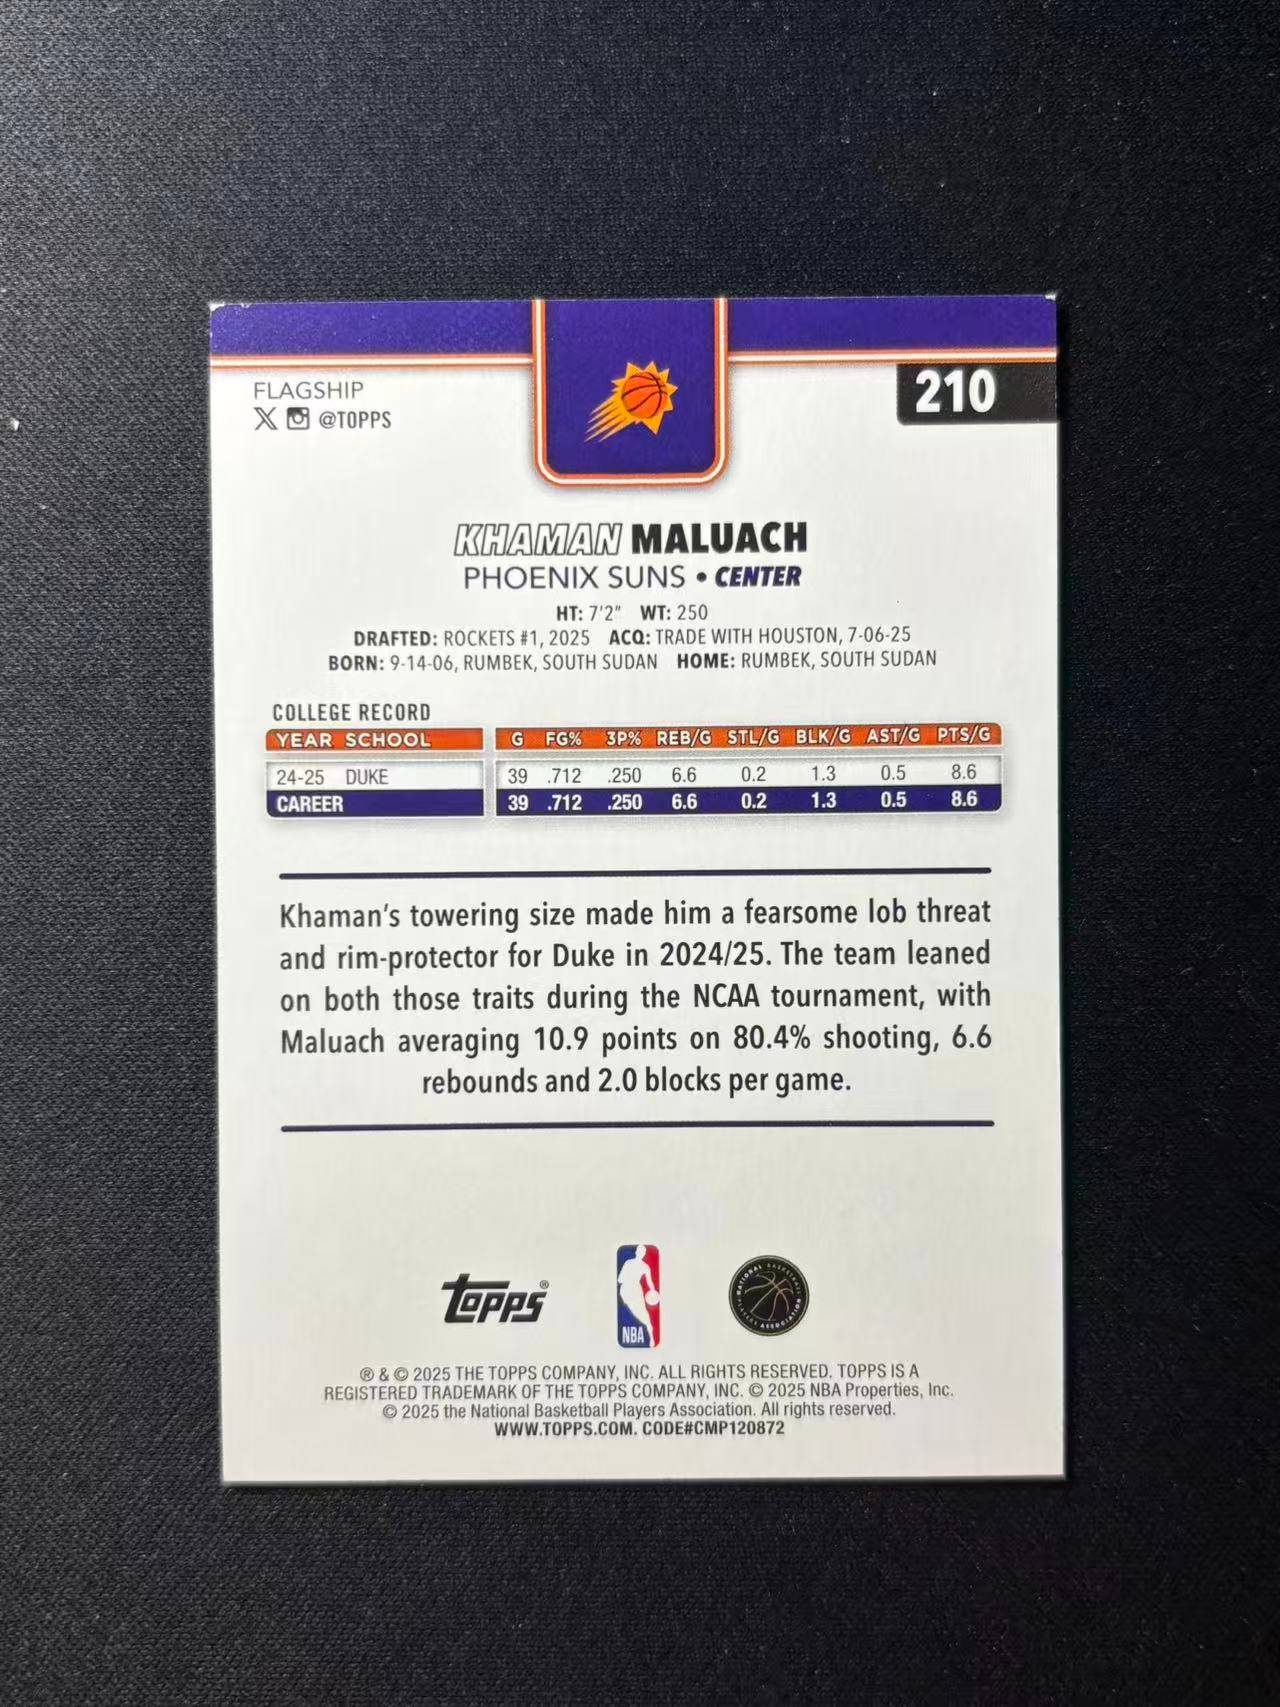 FLAGSHIP
210
@TOPPS
KHAMAN MALUACH
PHOENIX SUNS • CENTER
HT: 7'2" WT: 250
DRAFTED: ROCKETS #1, 2025 ACQ: TRADE WITH HOUSTON, 7-06-25
BORN: 9-14-06, RUMBEK, SOUTH SUDAN HOME: RUMBEK, SOUTH SUDAN
COLLEGE RECORD
YEAR SCHOOL G FG% 3P% REB/G STL/G BLK/G AST/G PTS/G
24-25 DUKE 39 .712 .250 6.6 0.2 1.3 0.5 8.6
CAREER 39 .712 .250 6.6 0.2 1.3 0.5 8.6
Khaman's towering size made him a fearsome lob threat
and rim-protector for Duke in 2024/25. The team leaned
on both those traits during the NCAA tournament, with
Maluach averaging 10.9 points on 80.4% shooting, 6.6
rebounds and 2.0 blocks per game.
topps®
NBA
NATIONAL BASKETBALL PLAYERS ASSOCIATION
® & © 2025 THE TOPPS COMPANY, INC. ALL RIGHTS RESERVED. TOPPS IS A
REGISTERED TRADEMARK OF THE TOPPS COMPANY, INC. © 2025 NBA Properties, Inc.
© 2025 the National Basketball Players Association. All rights reserved.
WWW.TOPPS.COM. CODE#CMP120872